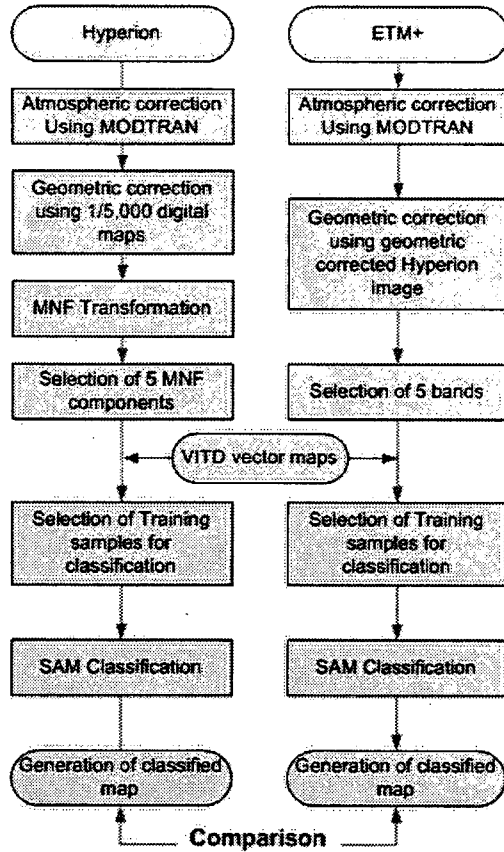 Hyperion
ETM+
Atmospheric correction
Using MODTRAN
Atmospheric correction
Using MODTRAN
Geometric correction
using 1/5,000 digital
maps
Geometric correction
using geometric
corrected Hyperion
Image
MNF Transformation
Selection of 5 MNF
components
Selection of 5 bands
VITD vector maps
Selection of Training
samples for
classification
Selection of Training
samples for
classification
SAM Classification
SAM Classification
Generation of classified
map
Generation of classified
map
Comparison